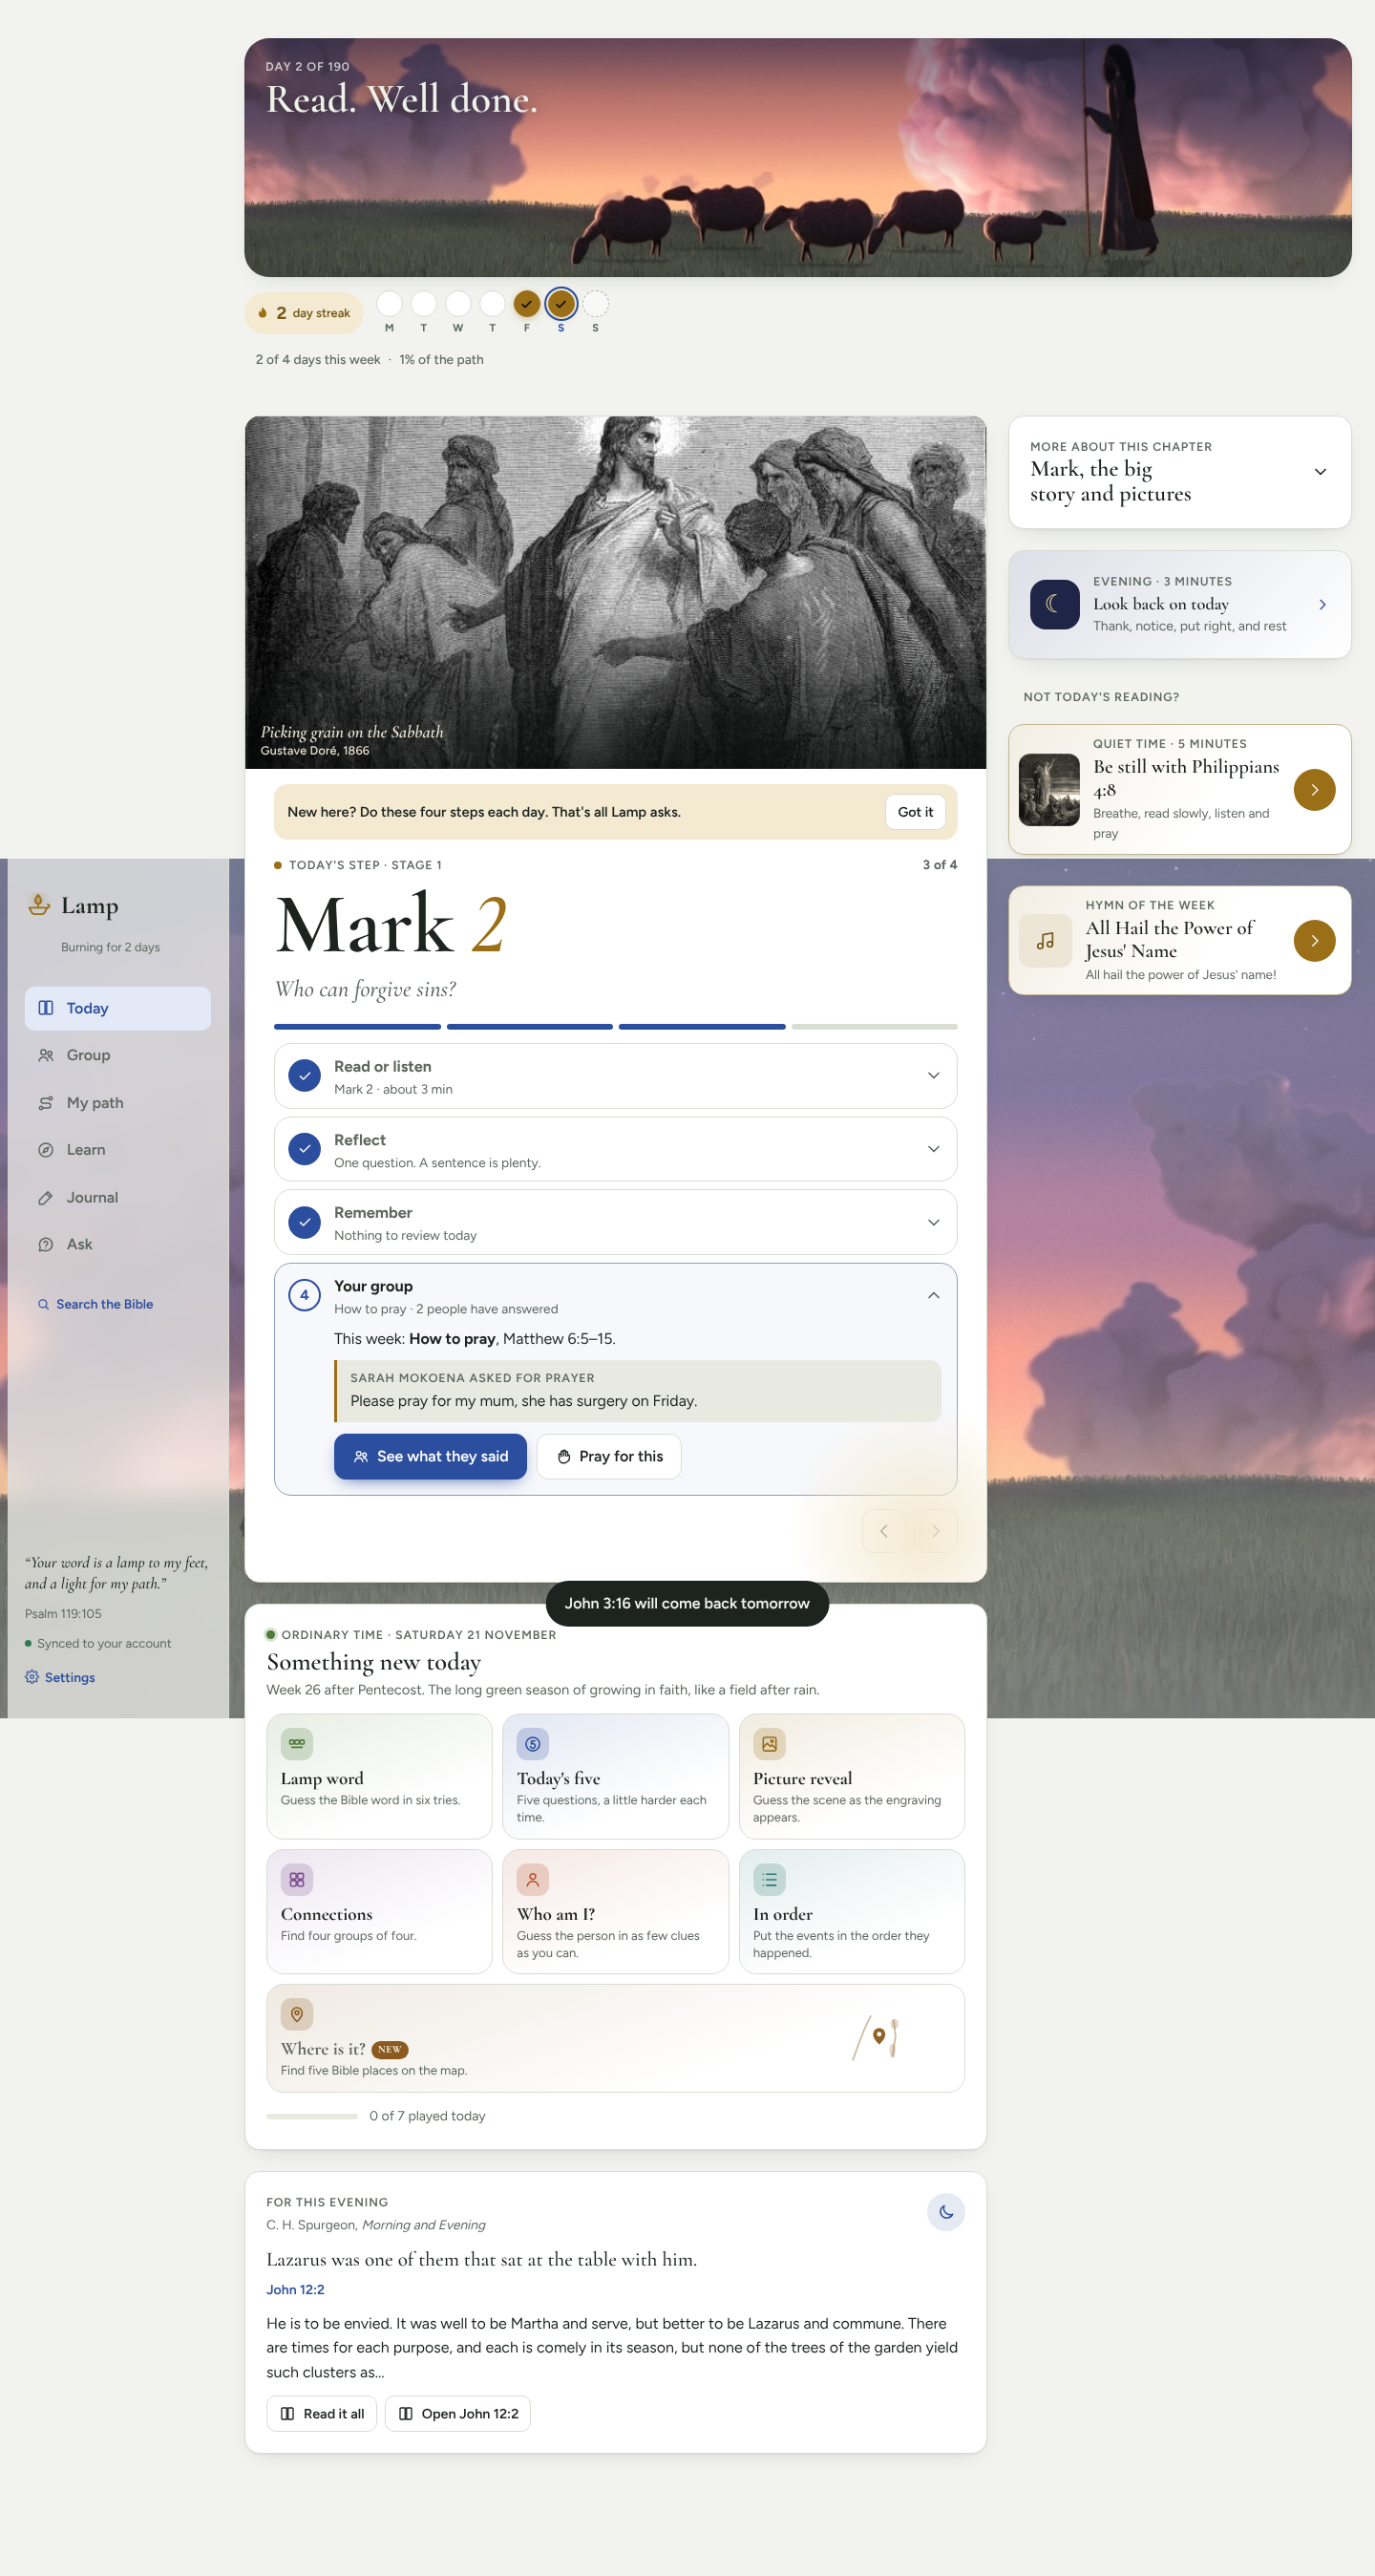 DAY 2 OF 190
Read. Well done.
2 day streak
M T W T F S S
2 of 4 days this week · 1% of the path
Picking grain on the Sabbath
Gustave Doré, 1866
New here? Do these four steps each day. That's all Lamp asks.
Got it
TODAY'S STEP · STAGE 1
3 of 4
Mark 2
Who can forgive sins?
Read or listen
Mark 2 · about 3 min
Reflect
One question. A sentence is plenty.
Remember
Nothing to review today
4
Your group
How to pray · 2 people have answered
This week: How to pray, Matthew 6:5–15.
SARAH MOKOENA ASKED FOR PRAYER
Please pray for my mum, she has surgery on Friday.
See what they said
Pray for this
MORE ABOUT THIS CHAPTER
Mark, the big
story and pictures
EVENING · 3 MINUTES
Look back on today
Thank, notice, put right, and rest
NOT TODAY'S READING?
QUIET TIME · 5 MINUTES
Be still with Philippians
4:8
Breathe, read slowly, listen and
pray
HYMN OF THE WEEK
All Hail the Power of
Jesus' Name
All hail the power of Jesus' name!
Lamp
Burning for 2 days
Today
Group
My path
Learn
Journal
Ask
Search the Bible
“Your word is a lamp to my feet,
and a light for my path.”
Psalm 119:105
Synced to your account
Settings
John 3:16 will come back tomorrow
ORDINARY TIME · SATURDAY 21 NOVEMBER
Something new today
Week 26 after Pentecost. The long green season of growing in faith, like a field after rain.
Lamp word
Guess the Bible word in six tries.
5
Today's five
Five questions, a little harder each
time.
Picture reveal
Guess the scene as the engraving
appears.
Connections
Find four groups of four.
Who am I?
Guess the person in as few clues
as you can.
In order
Put the events in the order they
happened.
Where is it? NEW
Find five Bible places on the map.
0 of 7 played today
FOR THIS EVENING
C. H. Spurgeon, Morning and Evening
Lazarus was one of them that sat at the table with him.
John 12:2
He is to be envied. It was well to be Martha and serve, but better to be Lazarus and commune. There
are times for each purpose, and each is comely in its season, but none of the trees of the garden yield
such clusters as…
Read it all
Open John 12:2